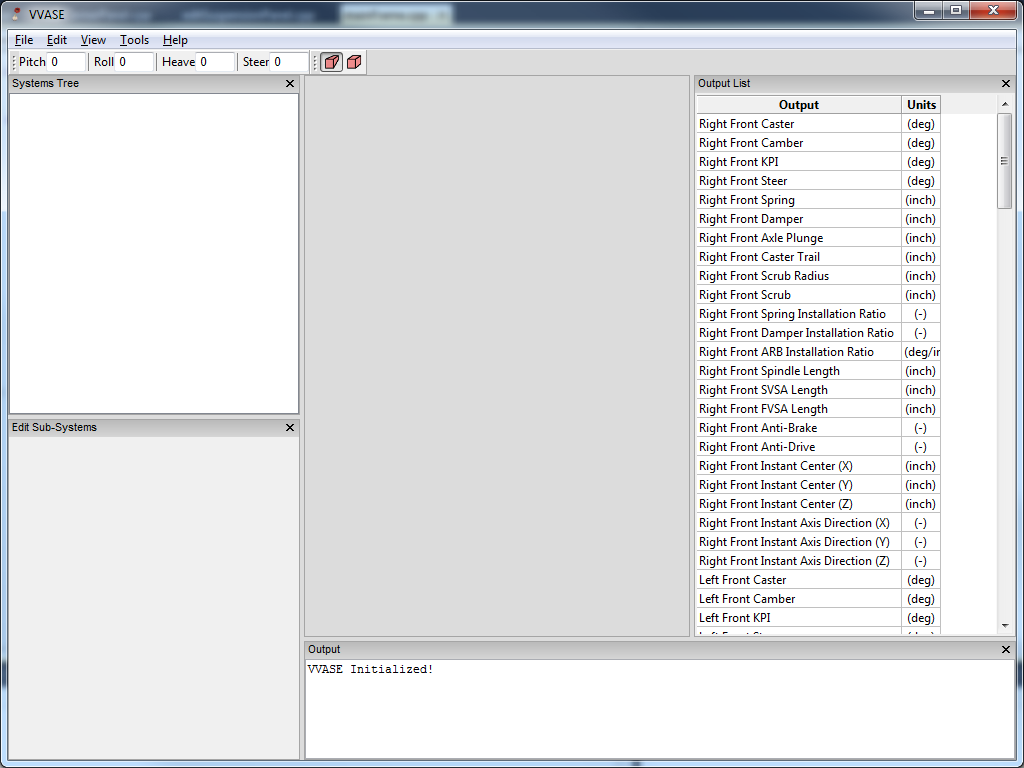 VVASE
File Edit View Tools Help
Pitch 0 Roll 0 Heave 0 Steer 0
Systems Tree
Edit Sub-Systems
Output List
Output Units
Right Front Caster (deg)
Right Front Camber (deg)
Right Front KPI (deg)
Right Front Steer (deg)
Right Front Spring (inch)
Right Front Damper (inch)
Right Front Axle Plunge (inch)
Right Front Caster Trail (inch)
Right Front Scrub Radius (inch)
Right Front Scrub (inch)
Right Front Spring Installation Ratio (-)
Right Front Damper Installation Ratio (-)
Right Front ARB Installation Ratio (deg/in
Right Front Spindle Length (inch)
Right Front SVSA Length (inch)
Right Front FVSA Length (inch)
Right Front Anti-Brake (-)
Right Front Anti-Drive (-)
Right Front Instant Center (X) (inch)
Right Front Instant Center (Y) (inch)
Right Front Instant Center (Z) (inch)
Right Front Instant Axis Direction (X) (-)
Right Front Instant Axis Direction (Y) (-)
Right Front Instant Axis Direction (Z) (-)
Left Front Caster (deg)
Left Front Camber (deg)
Left Front KPI (deg)
Output
VVASE Initialized!